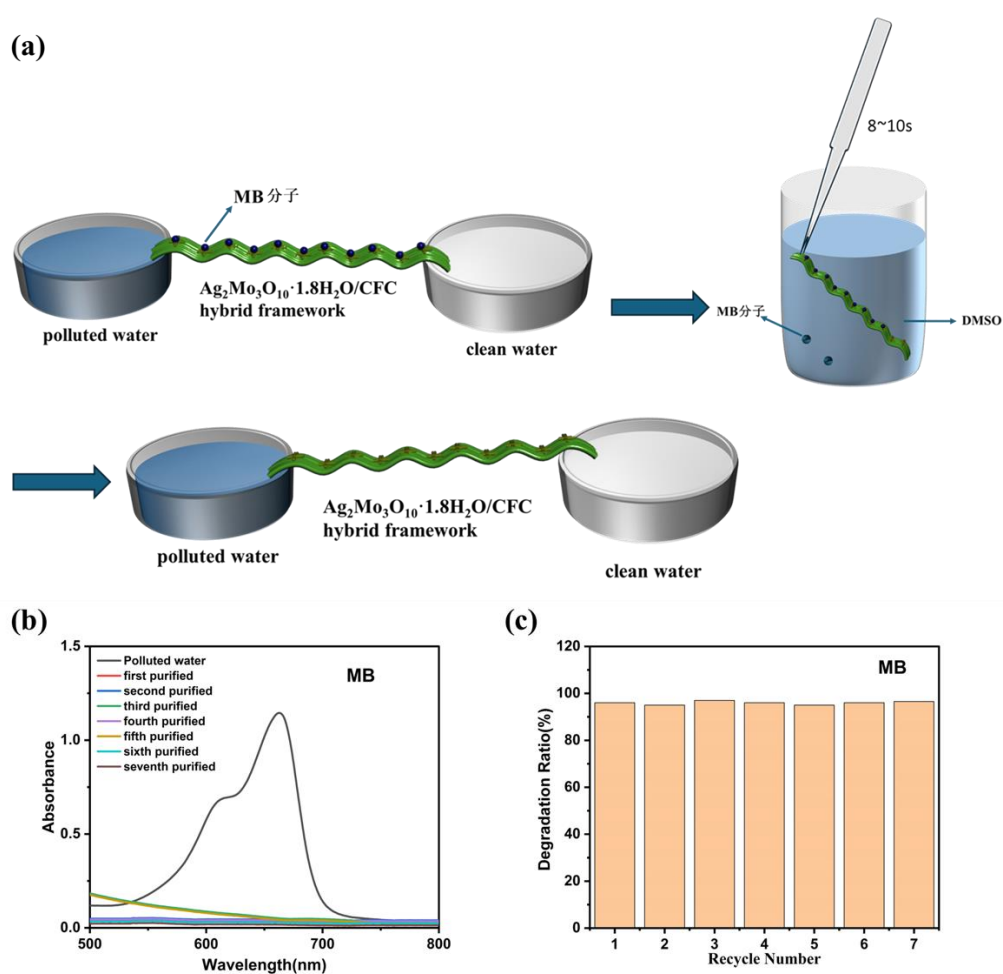 (a)
8~10s
MB 分子
Ag₂Mo₃O₁₀·1.8H₂O/CFC
hybrid framework
polluted water
clean water
MB分子
DMSO
Ag₂Mo₃O₁₀·1.8H₂O/CFC
hybrid framework
polluted water
clean water
(b)
1.5
1.0
0.5
0.0
Absorbance
Polluted water
first purified
second purified
third purified
fourth purified
fifth purified
sixth purified
seventh purified
MB
500
600
700
800
Wavelength(nm)
(c)
120
100
80
60
40
20
0
Degradation Ratio(%)
MB
1
2
3
4
5
6
7
Recycle Number